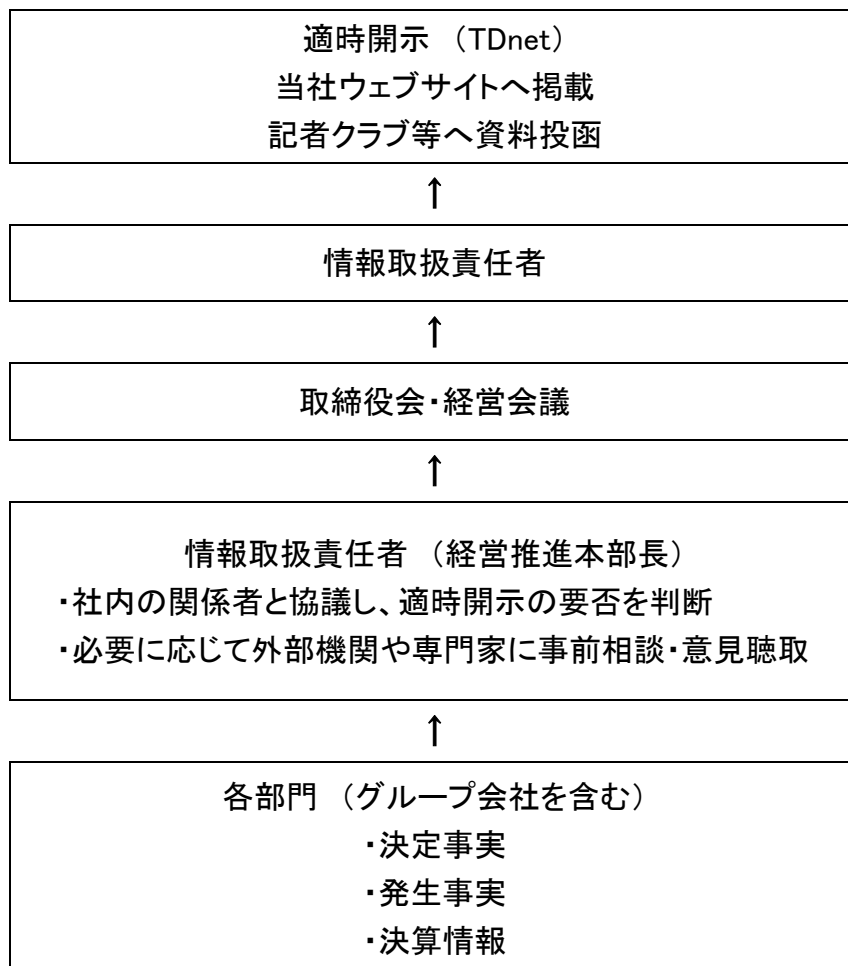 適時開示 （TDnet）
当社ウェブサイトへ掲載
記者クラブ等へ資料投函
↑
情報取扱責任者
↑
取締役会・経営会議
↑
情報取扱責任者 （経営推進本部長）
・社内の関係者と協議し、適時開示の要否を判断
・必要に応じて外部機関や専門家に事前相談・意見聴取
↑
各部門 （グループ会社を含む）
・決定事実
・発生事実
・決算情報